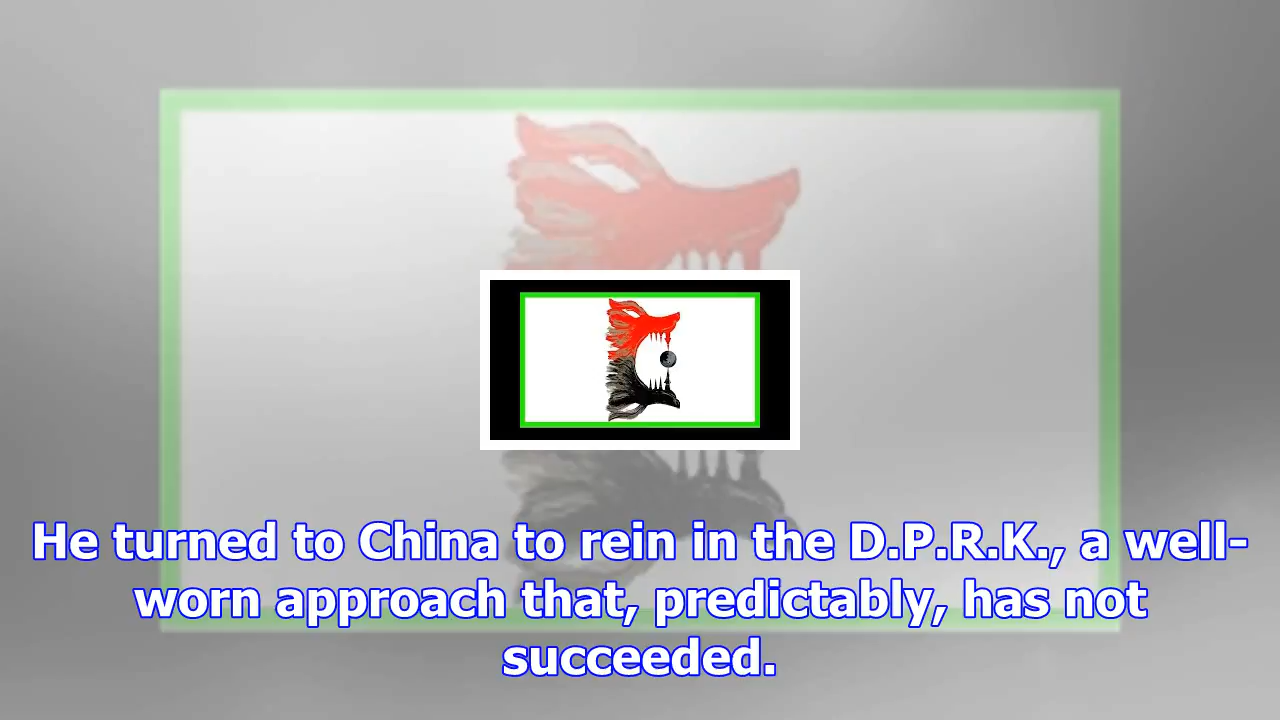 He turned to China to rein in the D.P.R.K., a well-
worn approach that, predictably, has not
succeeded.